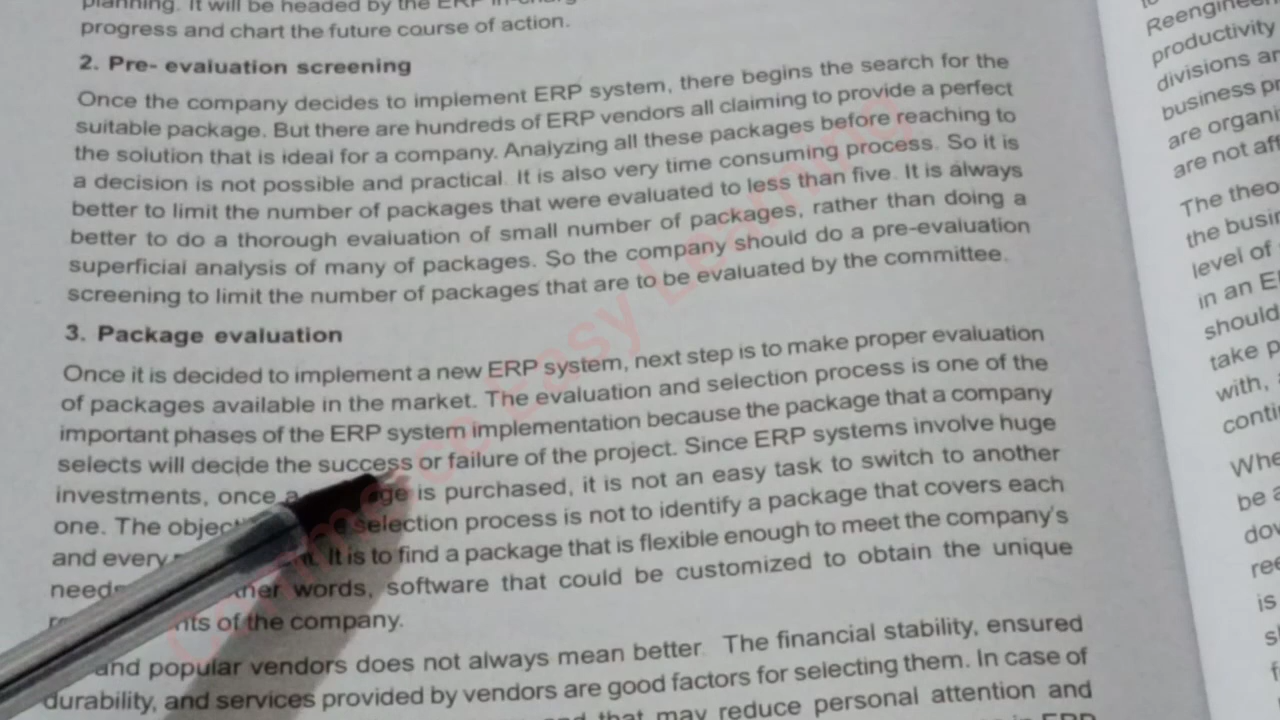 planning. It will be headed by the ERP
progress and chart the future course of action.
2. Pre- evaluation screening
Once the company decides to implement ERP system, there begins the search for the
suitable package. But there are hundreds of ERP vendors all claiming to provide a perfect
the solution that is ideal for a company. Analyzing all these packages before reaching to
a decision is not possible and practical. It is also very time consuming process. So it is
better to limit the number of packages that were evaluated to less than five. It is always
better to do a thorough evaluation of small number of packages, rather than doing a
superficial analysis of many of packages. So the company should do a pre-evaluation
screening to limit the number of packages that are to be evaluated by the committee.
3. Package evaluation
Once it is decided to implement a new ERP system, next step is to make proper evaluation
of packages available in the market. The evaluation and selection process is one of the
important phases of the ERP system implementation because the package that a company
selects will decide the success or failure of the project. Since ERP systems involve huge
investments, once a is purchased, it is not an easy task to switch to another
one. The selection process is not to identify a package that covers each
and every It is to find a package that is flexible enough to meet the company's
words, software that could be customized to obtain the unique
of the company.
and popular vendors does not always mean better. The financial stability, ensured
durability, and services provided by vendors are good factors for selecting them. In case of
that may reduce personal attention and
ERP
productivity
divisions
business
are
are not
The
the
level of
in an
should
take
with,
be
is
Commerce Easy Learning